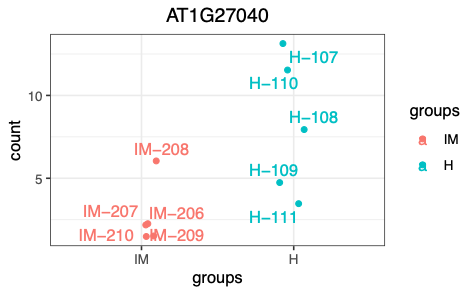 AT1G27040
H−107
H−110
10
H−108
IM−208
H−109
5
IM−207
IM−206
H−111
IM−210
IM−209
count
IM
H
groups
groups
a IM
a H